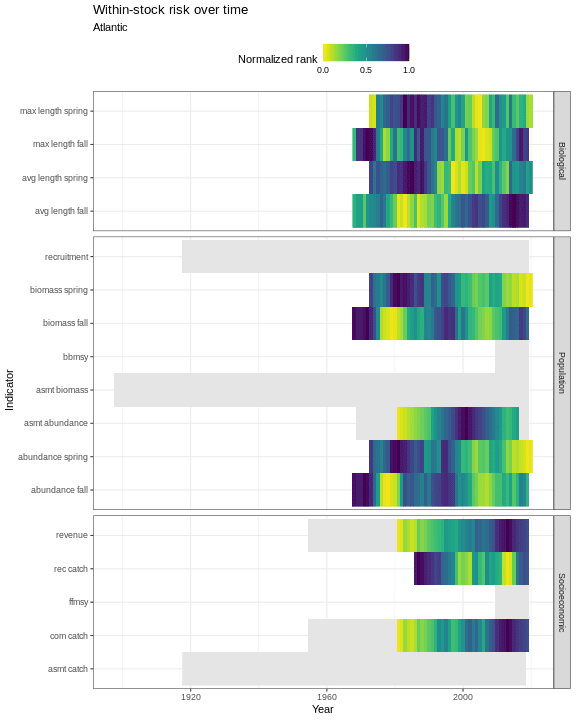 Within-stock risk over time
Atlantic
Normalized rank
0.0 0.5 1.0
max length spring
max length fall
avg length spring
avg length fall
Biological
recruitment
biomass spring
biomass fall
bbmsy
asmt biomass
asmt abundance
abundance spring
abundance fall
Population
revenue
rec catch
ffmsy
com catch
asmt catch
Socioeconomic
Indicator
1920 1960 2000
Year